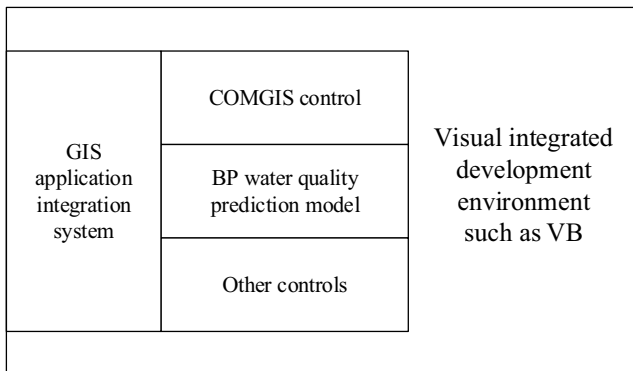 GIS
application
integration
system
COMGIS control
BP water quality
prediction model
Other controls
Visual integrated
development
environment
such as VB